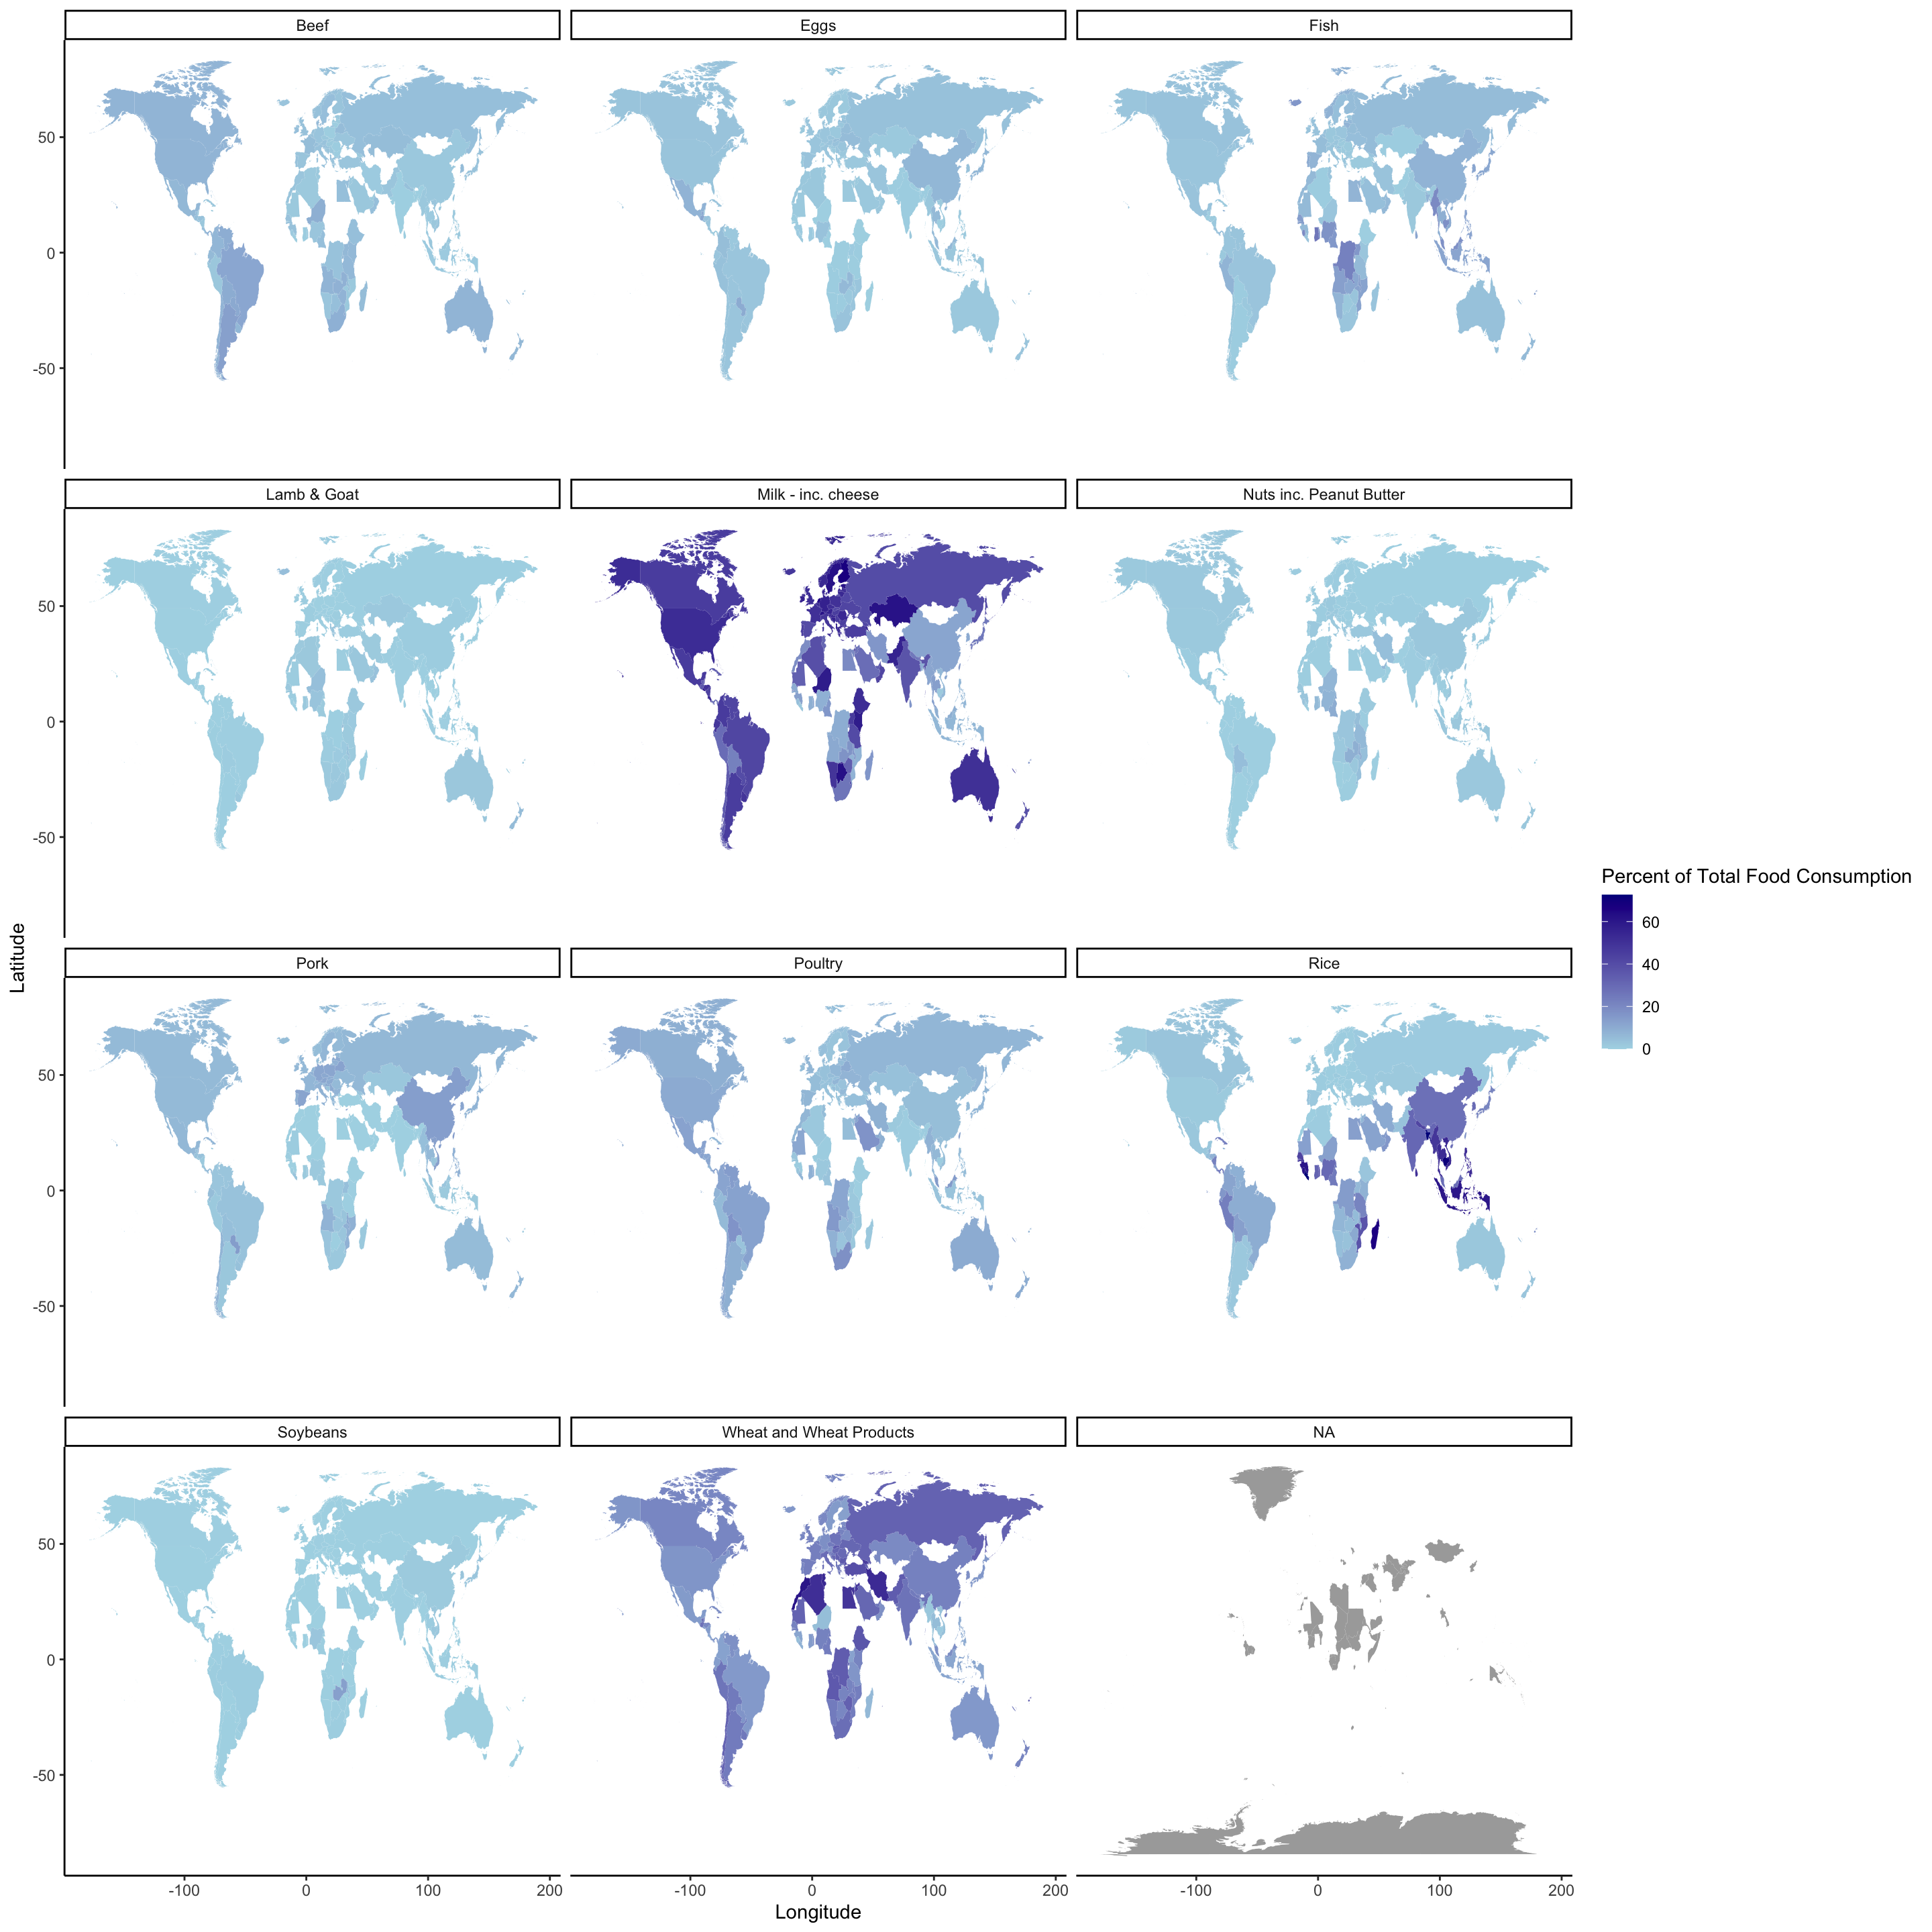 Beef
Eggs
Fish
50
0
-50
Lamb & Goat
Milk - inc. cheese
Nuts inc. Peanut Butter
50
0
-50
Percent of Total Food Consumption
60
40
20
0
Latitude
Pork
Poultry
Rice
50
0
-50
Soybeans
Wheat and Wheat Products
NA
50
0
-50
-100 0 100 200 -100 0 100 200 -100 0 100 200
Longitude